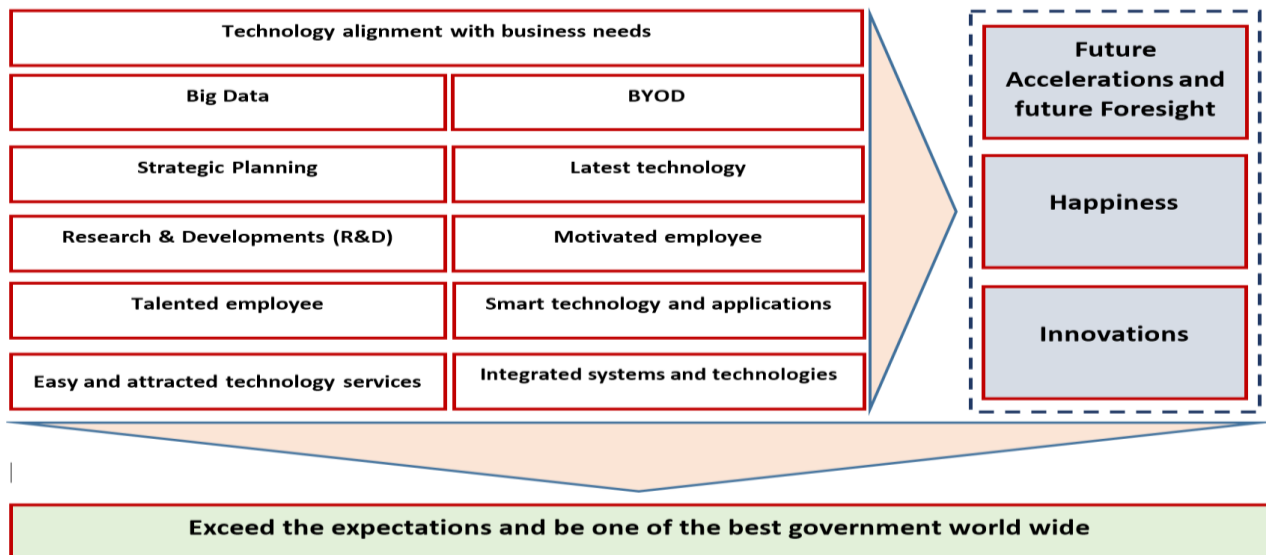 Technology alignment with business needs
Big Data
BYOD
Strategic Planning
Latest technology
Research & Developments (R&D)
Motivated employee
Talented employee
Smart technology and applications
Easy and attracted technology services
Integrated systems and technologies
Future
Accelerations and
future Foresight
Happiness
Innovations
Exceed the expectations and be one of the best government world wide